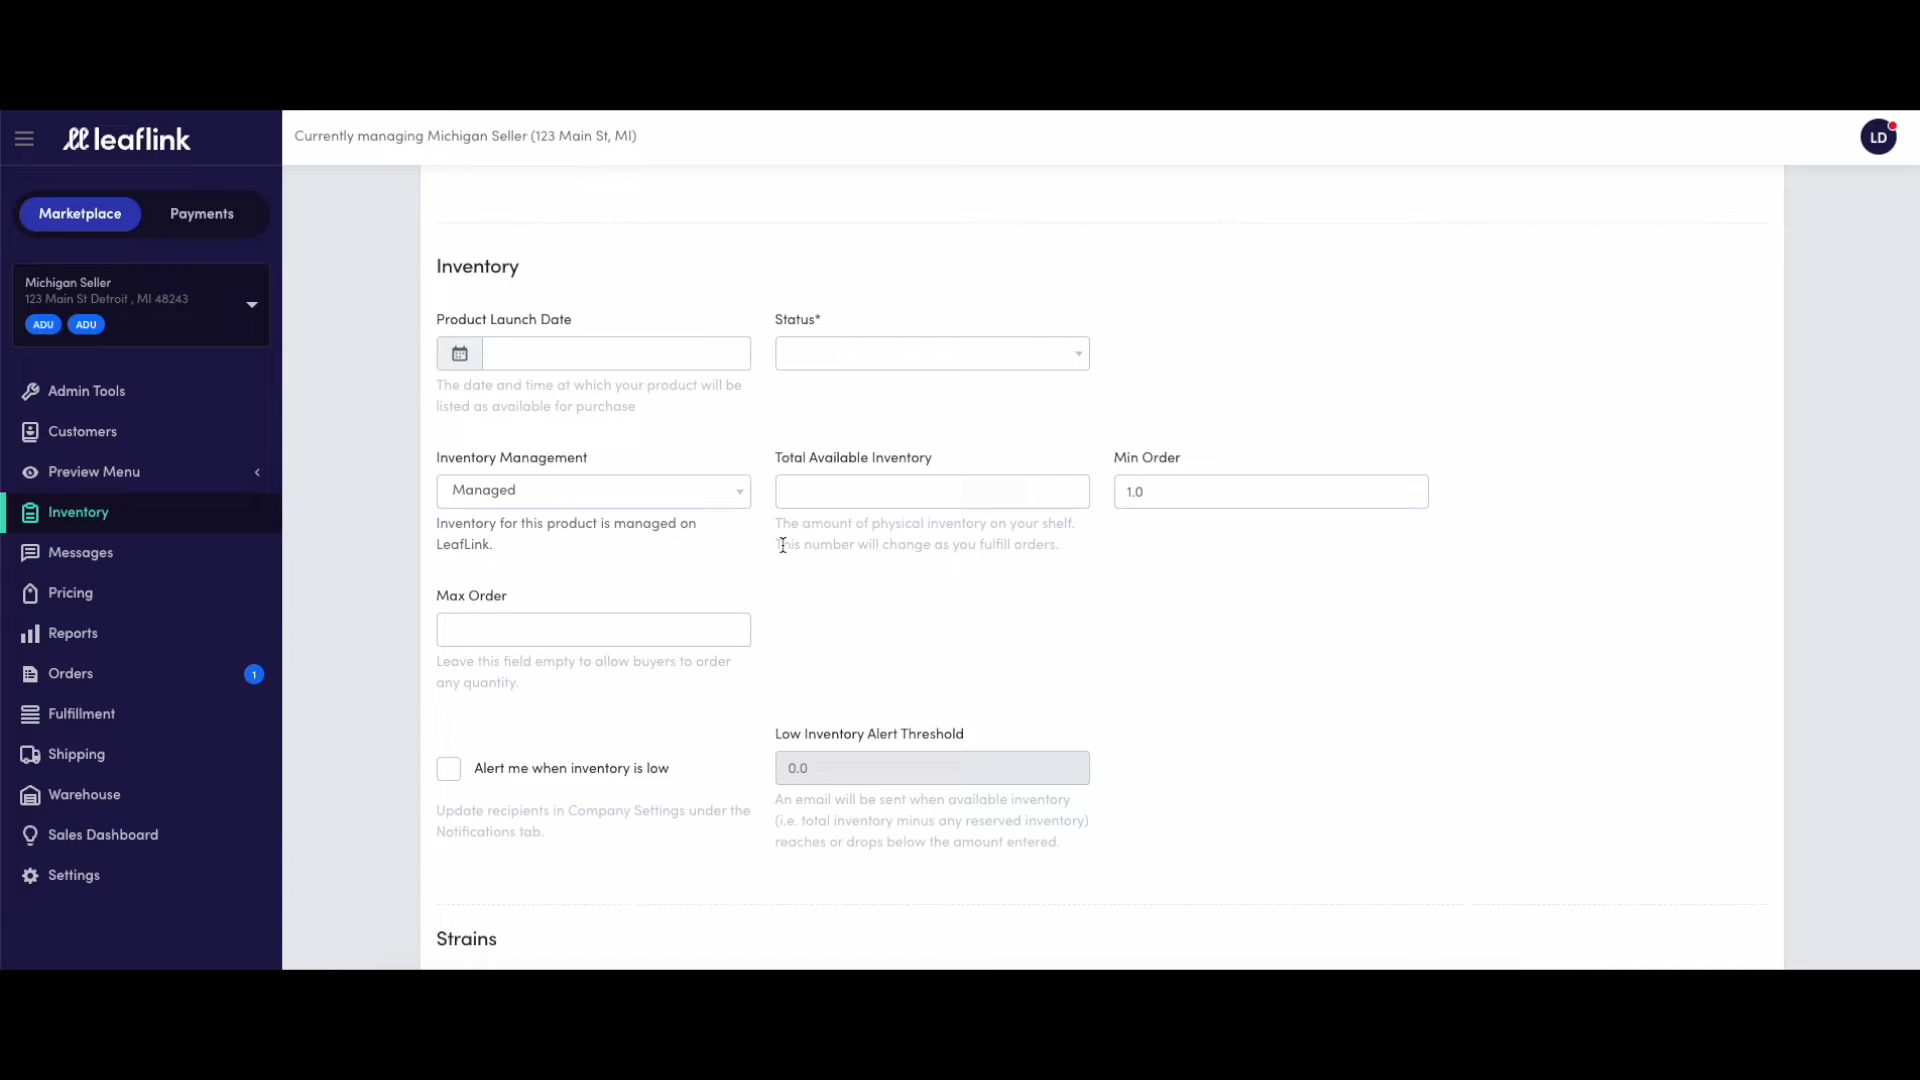 leaflink
Currently managing Michigan Seller (123 Main St, MI)
LD
Marketplace
Payments
Michigan Seller
123 Main St Detroit , MI 48243
ADU
ADU
Admin Tools
Customers
Preview Menu
Inventory
Messages
Pricing
Reports
Orders
1
Fulfillment
Shipping
Warehouse
Sales Dashboard
Settings
Inventory
Product Launch Date
The date and time at which your product will be
listed as available for purchase
Status*
Inventory Management
Managed
Inventory for this product is managed on
LeafLink.
Total Available Inventory
The amount of physical inventory on your shelf.
This number will change as you fulfill orders.
Min Order
1.0
Max Order
Leave this field empty to allow buyers to order
any quantity.
Alert me when inventory is low
Update recipients in Company Settings under the
Notifications tab.
Low Inventory Alert Threshold
0.0
An email will be sent when available inventory
(i.e. total inventory minus any reserved inventory)
reaches or drops below the amount entered.
Strains